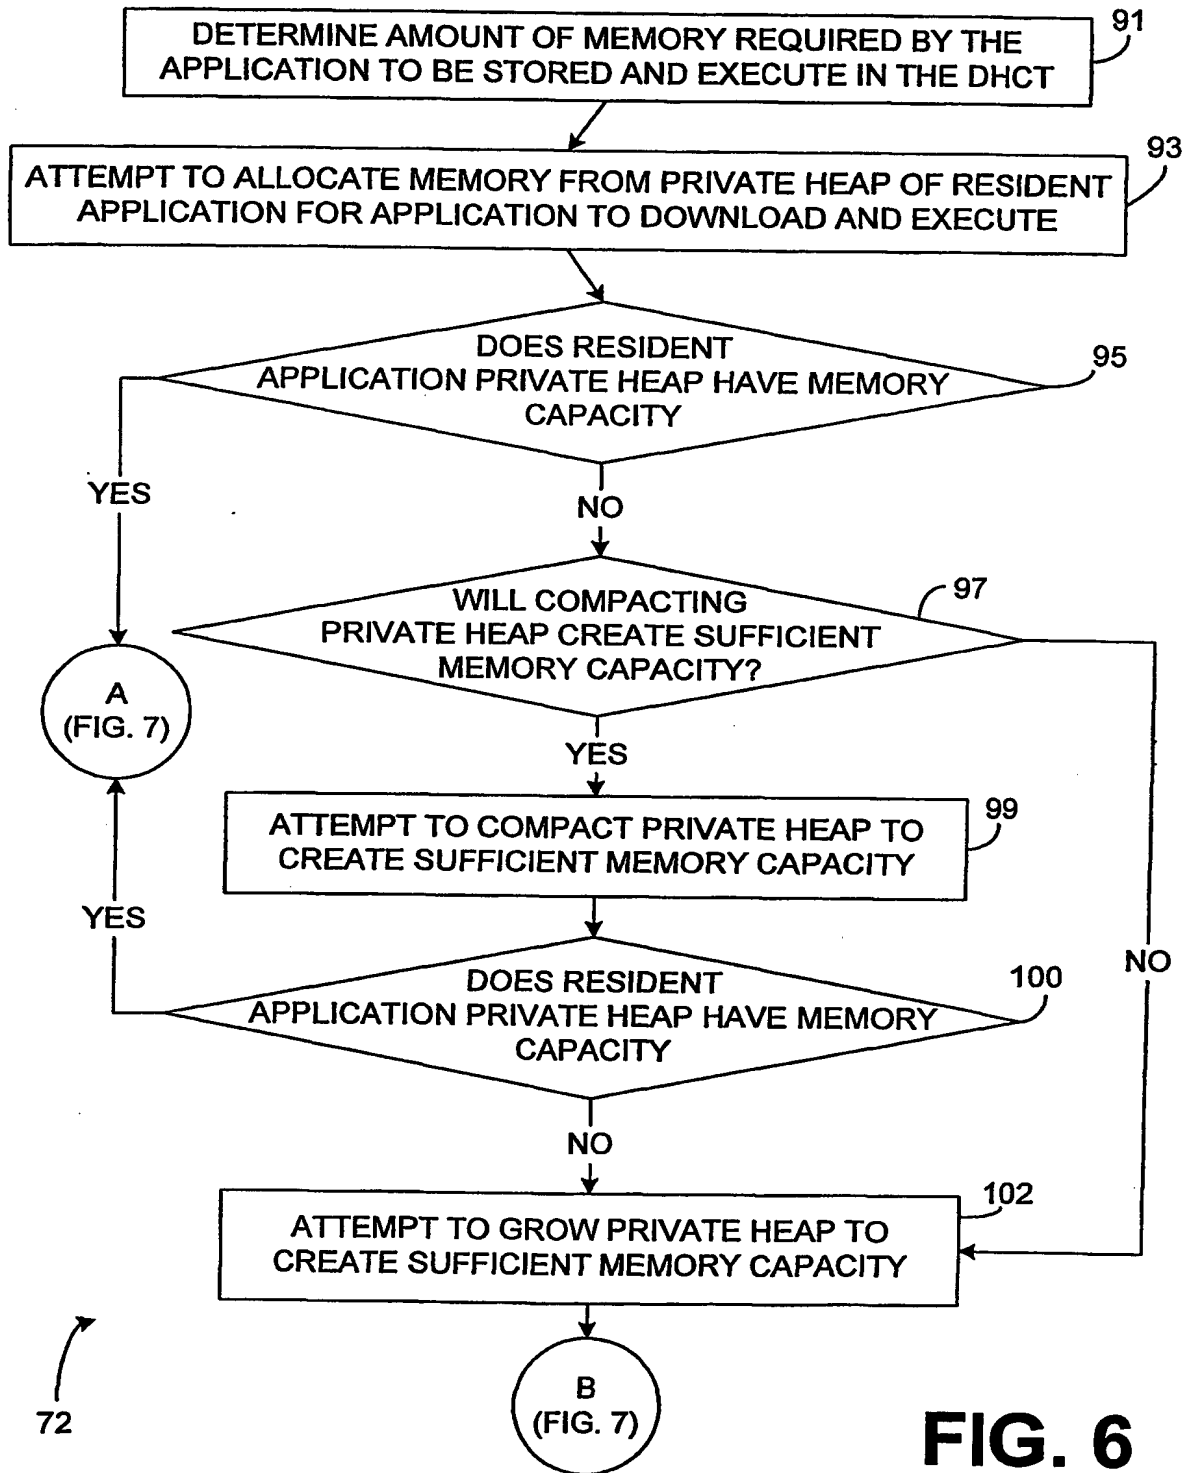 91
DETERMINE AMOUNT OF MEMORY REQUIRED BY THE
APPLICATION TO BE STORED AND EXECUTE IN THE DHCT
93
ATTEMPT TO ALLOCATE MEMORY FROM PRIVATE HEAP OF RESIDENT
APPLICATION FOR APPLICATION TO DOWNLOAD AND EXECUTE
DOES RESIDENT
APPLICATION PRIVATE HEAP HAVE MEMORY
CAPACITY
95
YES
NO
WILL COMPACTING
PRIVATE HEAP CREATE SUFFICIENT
MEMORY CAPACITY?
97
A
(FIG. 7)
YES
ATTEMPT TO COMPACT PRIVATE HEAP TO
CREATE SUFFICIENT MEMORY CAPACITY
99
YES
NO
DOES RESIDENT
APPLICATION PRIVATE HEAP HAVE MEMORY
CAPACITY
100
NO
102
ATTEMPT TO GROW PRIVATE HEAP TO
CREATE SUFFICIENT MEMORY CAPACITY
72
B
(FIG. 7)
FIG. 6